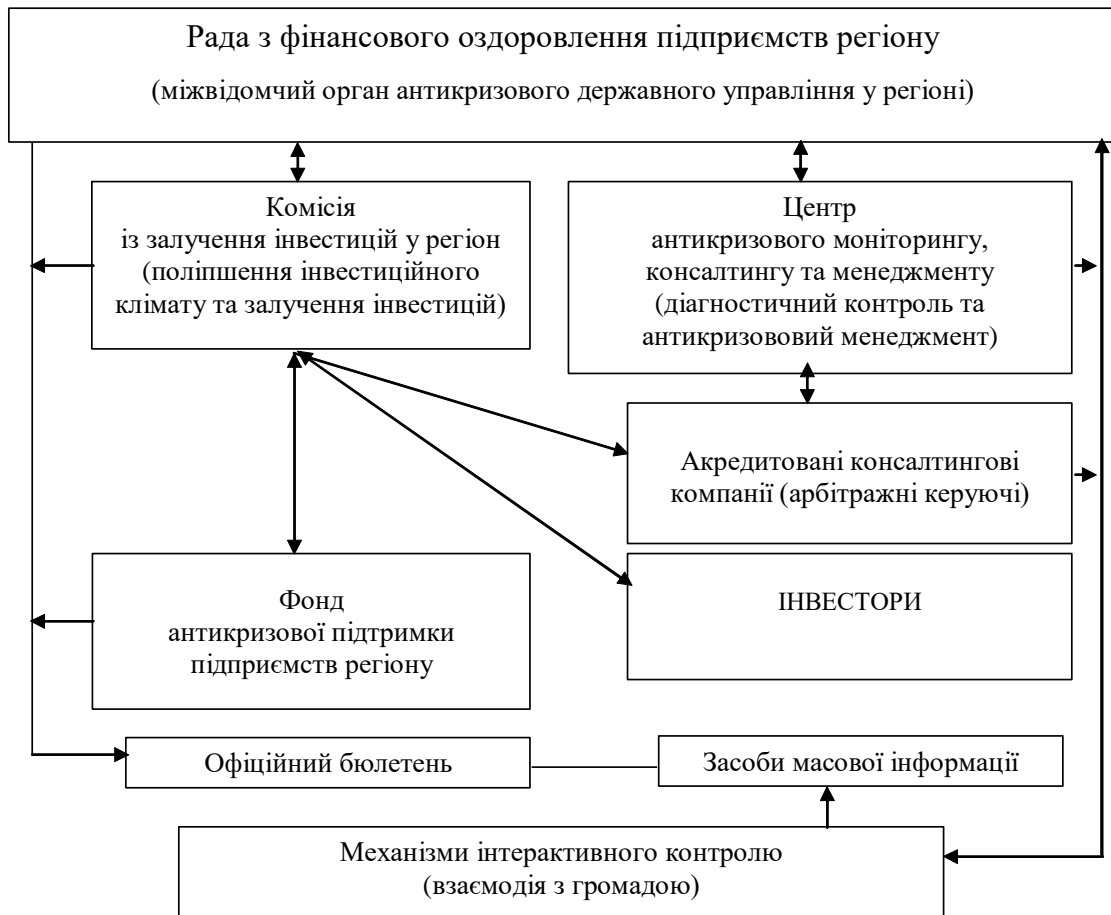 Рада з фінансового оздоровлення підприємств регіону
(міжвідомчий орган антикризового державного управління у регіоні)
Комісія
із залучення інвестицій у регіон
(поліпшення інвестиційного
клімату та залучення інвестицій)
Центр
антикризового моніторингу,
консалтингу та менеджменту
(діагностичний контроль та
антикризововий менеджмент)
Акредитовані консалтингові
компанії (арбітражні керуючі)
Фонд
антикризової підтримки
підприємств регіону
ІНВЕСТОРИ
Офіційний бюлетень
Засоби масової інформації
Механізми інтерактивного контролю
(взаємодія з громадою)